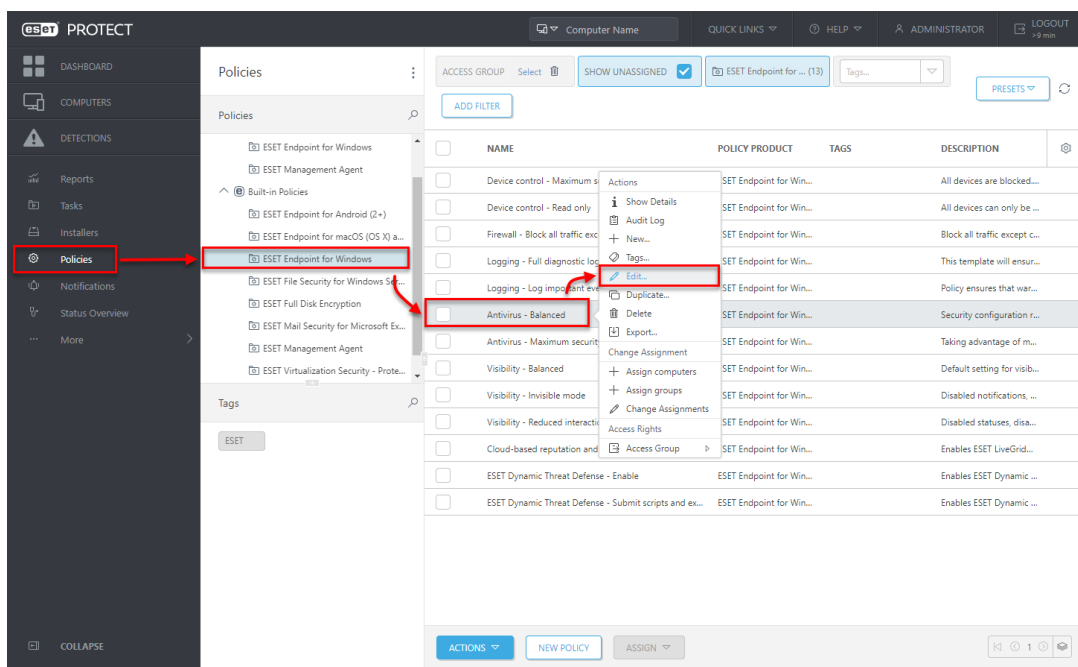 eset PROTECT
Computer Name
QUICK LINKS
HELP
ADMINISTRATOR
LOGOUT
>9 min
DASHBOARD
COMPUTERS
DETECTIONS
Reports
Tasks
Installers
Policies
Notifications
Status Overview
More
COLLAPSE
Policies
Policies
ESET Endpoint for Windows
ESET Management Agent
Built-in Policies
ESET Endpoint for Android (2+)
ESET Endpoint for macOS (OS X) a...
ESET Endpoint for Windows
ESET File Security for Windows Ser...
ESET Full Disk Encryption
ESET Mail Security for Microsoft Ex...
ESET Management Agent
ESET Virtualization Security - Prote...
Tags
ESET
ACCESS GROUP Select
SHOW UNASSIGNED
ESET Endpoint for ... (13)
Tags...
PRESETS
ADD FILTER
NAME POLICY PRODUCT TAGS DESCRIPTION
Device control - Maximum s ESET Endpoint for Win... All devices are blocked....
Device control - Read only ESET Endpoint for Win... All devices can only be ...
Firewall - Block all traffic exc ESET Endpoint for Win... Block all traffic except c...
Logging - Full diagnostic log SET Endpoint for Win... This template will ensur...
Logging - Log important eve SET Endpoint for Win... Policy ensures that war...
Antivirus - Balanced SET Endpoint for Win... Security configuration r...
Antivirus - Maximum securit SET Endpoint for Win... Taking advantage of m...
Visibility - Balanced SET Endpoint for Win... Default setting for visib...
Visibility - Invisible mode SET Endpoint for Win... Disabled notifications, ...
Visibility - Reduced interactio SET Endpoint for Win... Disabled statuses, disa...
Cloud-based reputation and SET Endpoint for Win... Enables ESET LiveGrid...
ESET Dynamic Threat Defense - Enable ESET Endpoint for Win... Enables ESET Dynamic ...
ESET Dynamic Threat Defense - Submit scripts and ex... ESET Endpoint for Win... Enables ESET Dynamic ...
Actions
Show Details
Audit Log
New...
Tags...
Edit...
Duplicate...
Delete
Export...
Change Assignment
Assign computers
Assign groups
Change Assignments
Access Rights
Access Group
ACTIONS
NEW POLICY
ASSIGN
1